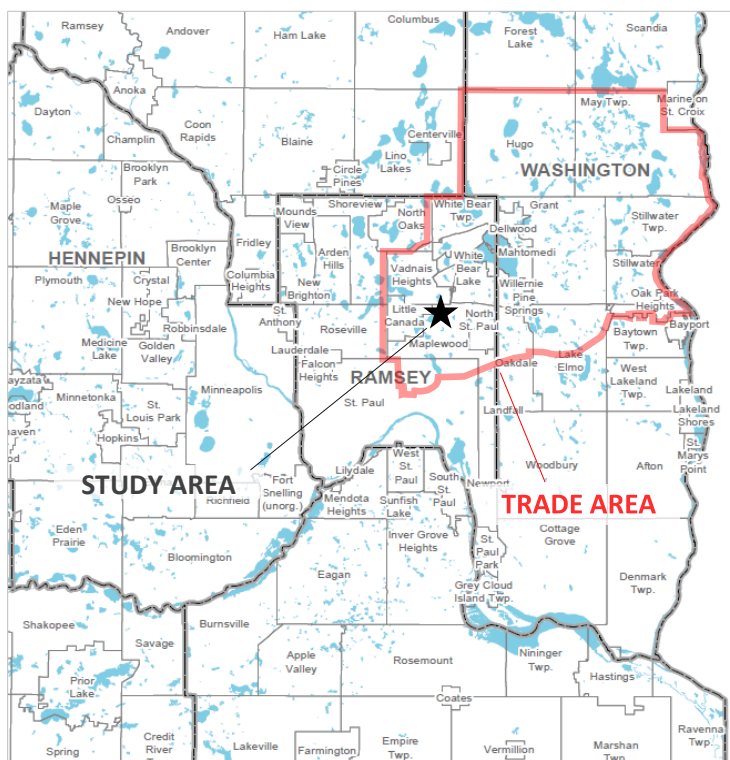 Ramsey
Andover
Ham Lake
Columbus
Forest
Lake
Scandia
Anoka
Dayton
Champlin
Coon
Rapids
Blaine
Centerville
Lino
Lakes
Circle
Pines
Hugo
May Twp.
Marine on
St. Croix
WASHINGTON
Brooklyn
Park
Osseo
Maple
Grove
Mounds
View
Shoreview
North
Oaks
White Bear
Twp.
Grant
Dellwood
Stillwater
Twp.
HENNEPIN
Brooklyn
Center
Fridley
Arden
Hills
Vadnais
Heights
White
Bear
Lake
Mahtomedi
Stillwater
Plymouth
Crystal
Columbia
Heights
New
Brighton
Willernie
Pine
Springs
Oak Park
Heights
New Hope
Robbinsdale
St.
Anthony
Roseville
Little
Canada
North
St. Paul
Bayport
Medicine
Lake
Golden
Valley
Lauderdale
Falcon
Heights
Maplewood
Oakdale
Lake
Elmo
Baytown
Twp.
RAMSEY
West
Lakeland
Twp.
ayzata
oodland
Minnetonka
Minneapolis
St.
Louis Park
St. Paul
Landfall
Lakeland
Lakeland
Shores
haven
od
Hopkins
St.
Marys
Point
West
St.
Paul
Lilydale
Woodbury
Afton
STUDY AREA
Richfield
Fort
Snelling
(unorg.)
Mendota
Heights
Sunfish
Lake
South
St.
Paul
Newport
TRADE AREA
Eden
Prairie
Bloomington
Inver Grove
Heights
St.
Paul
Park
Cottage
Grove
Eagan
Grey Cloud
Island Twp.
Denmark
Twp.
Shakopee
Savage
Burnsville
Apple
Valley
Rosemount
Nininger
Twp.
Hastings
Prior
Lake
Coates
Spring
Credit
River
Lakeville
Farmington
Empire
Twp.
Vermillion
Marshan
Twp.
Ravenna
Twp.